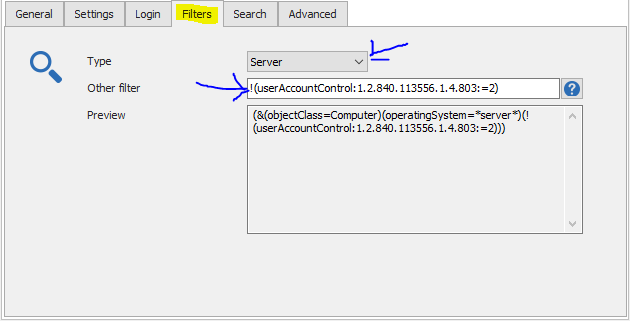 General Settings Login Filters Search Advanced
Type Server
Other filter !(userAccountControl:1.2.840.113556.1.4.803:=2) ?
Preview (&(objectClass=Computer)(operatingSystem=*server*)(!
(userAccountControl:1.2.840.113556.1.4.803:=2)))